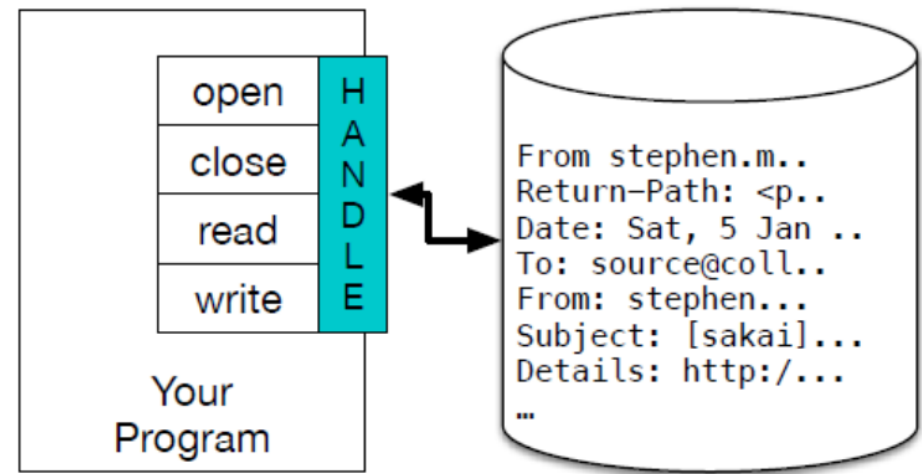 open
close
read
write
HANDLE
Your
Program
From stephen.m..
Return-Path: <p..
Date: Sat, 5 Jan ..
To: source@coll..
From: stephen...
Subject: [sakai]...
Details: http:/...
…